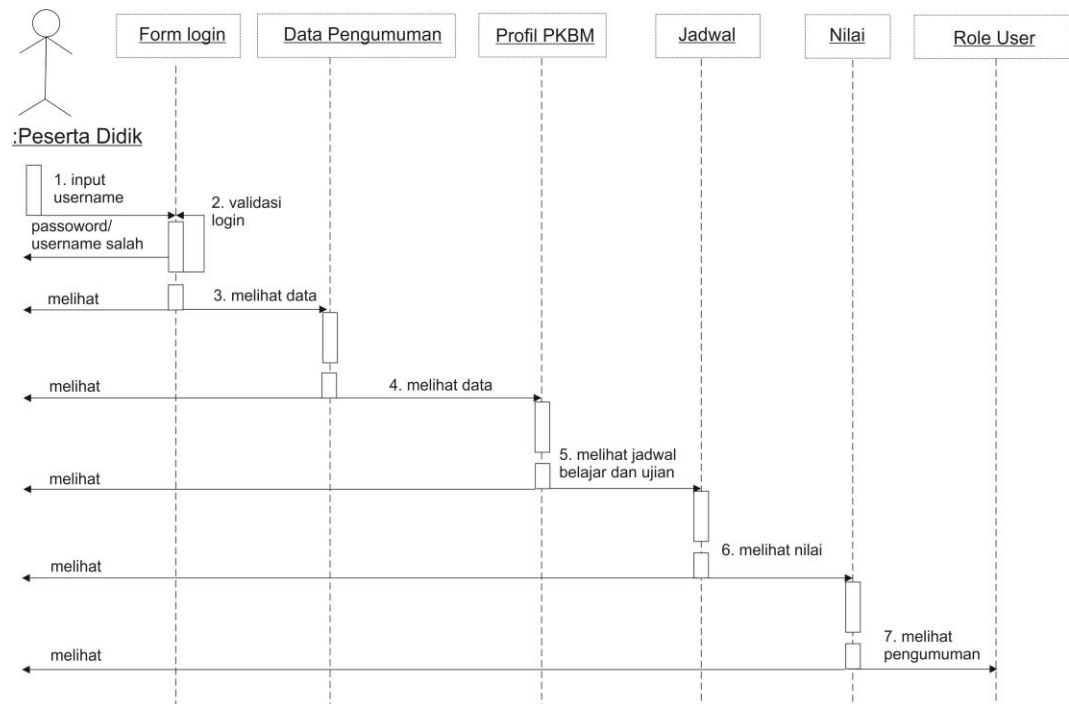 Form login
Data Pengumuman
Profil PKBM
Jadwal
Nilai
Role User
:Peserta Didik
1. input
username
2. validasi
login
passoword/
username salah
melihat
3. melihat data
melihat
4. melihat data
5. melihat jadwal
belajar dan ujian
melihat
6. melihat nilai
melihat
7. melihat
pengumuman
melihat